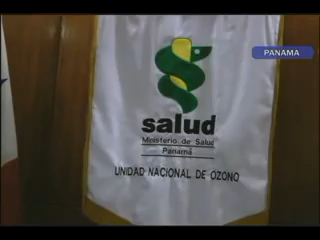 PANAMA
salud
Ministerio de Salud
Panamá
UNIDAD NACIONAL DE OZONO